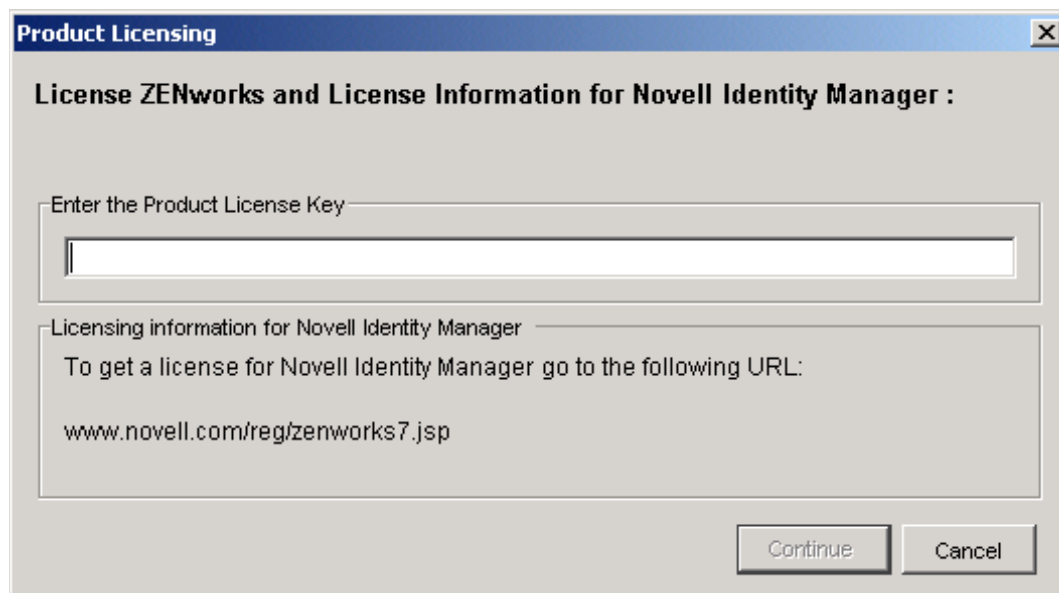 Product Licensing
License ZENworks and License Information for Novell Identity Manager :
Enter the Product License Key
Licensing information for Novell Identity Manager
To get a license for Novell Identity Manager go to the following URL:
www.novell.com/reg/zenworks7.jsp
Continue
Cancel